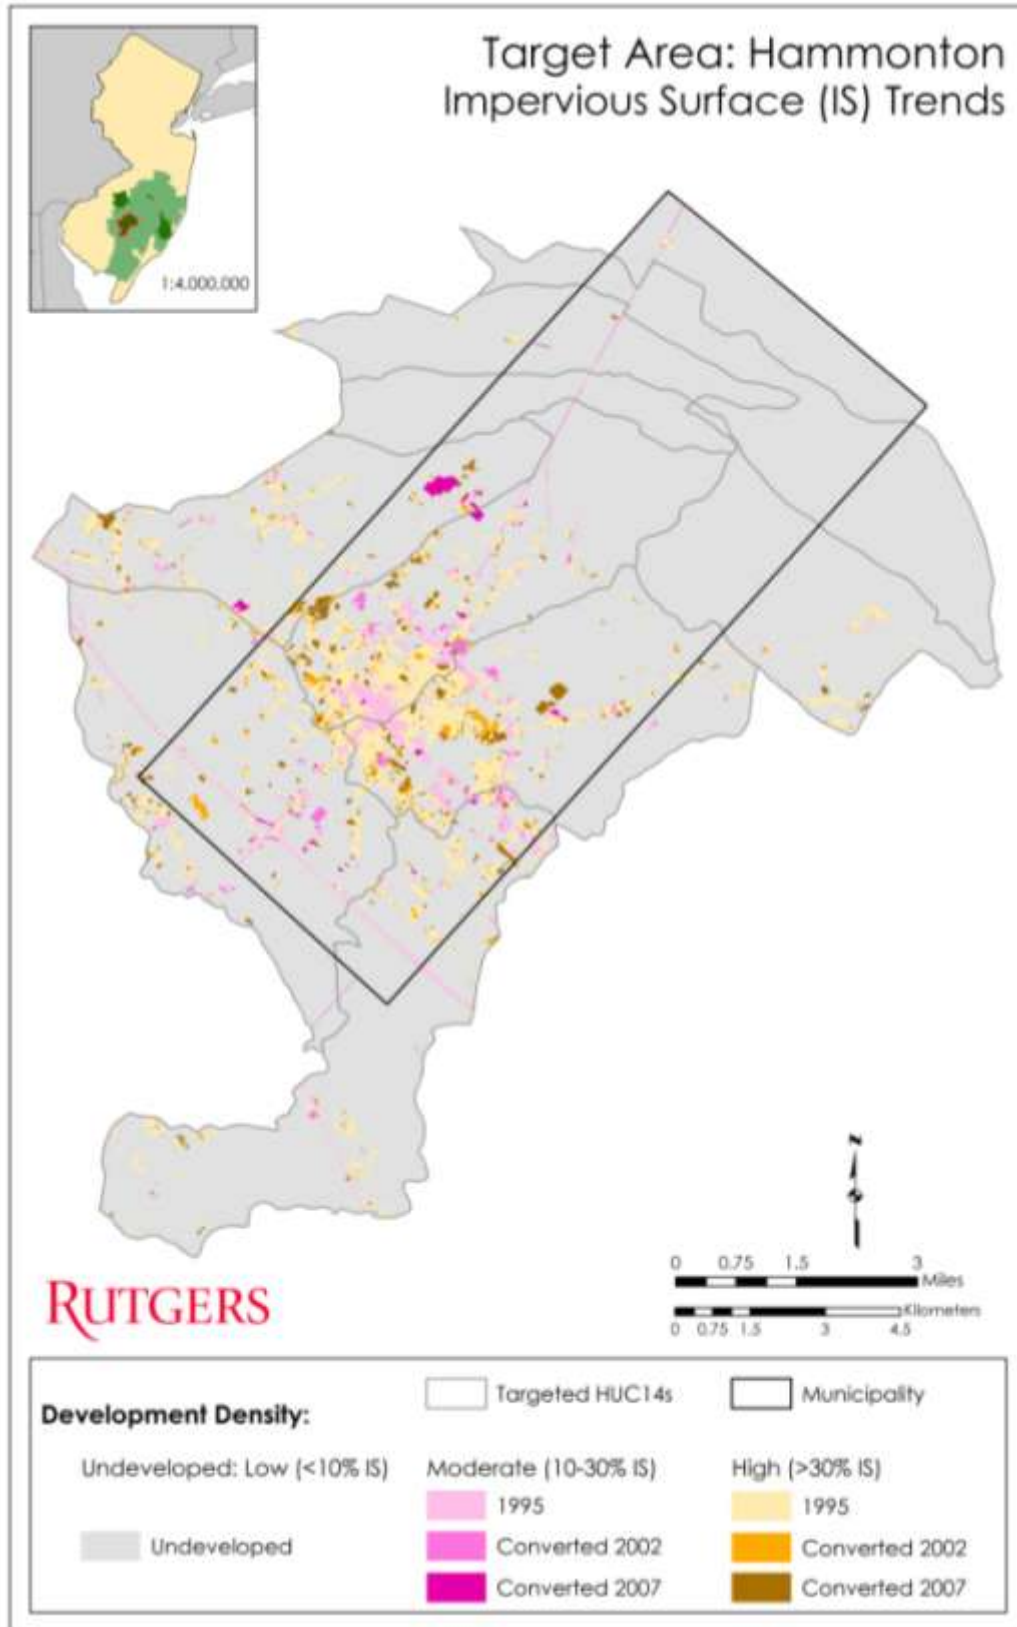 Target Area: Hammonton
Impervious Surface (IS) Trends
1:4,000,000
N
0 0.75 1.5 3
Miles
Kilometers
0 0.75 1.5 3 4.5
RUTGERS
Targeted HUC14s
Municipality
Development Density:
Undeveloped: Low (<10% IS)
Moderate (10-30% IS)
High (>30% IS)
1995
1995
Undeveloped
Converted 2002
Converted 2002
Converted 2007
Converted 2007